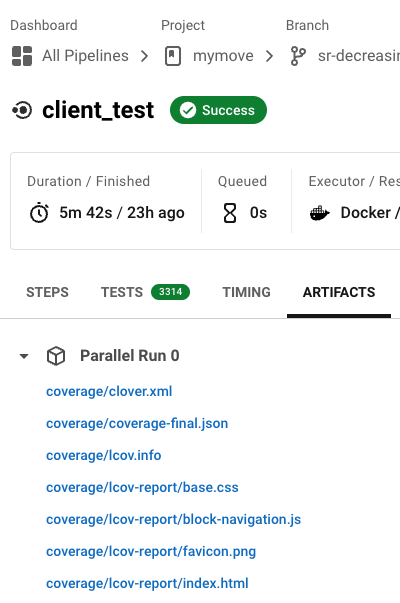 Dashboard Project Branch
All Pipelines mymove sr-decreasin
client_test Success
Duration / Finished Queued Executor / Res
5m 42s / 23h ago 0s Docker /
STEPS TESTS 3314 TIMING ARTIFACTS
Parallel Run 0
coverage/clover.xml
coverage/coverage-final.json
coverage/lcov.info
coverage/lcov-report/base.css
coverage/lcov-report/block-navigation.js
coverage/lcov-report/favicon.png
coverage/lcov-report/index.html